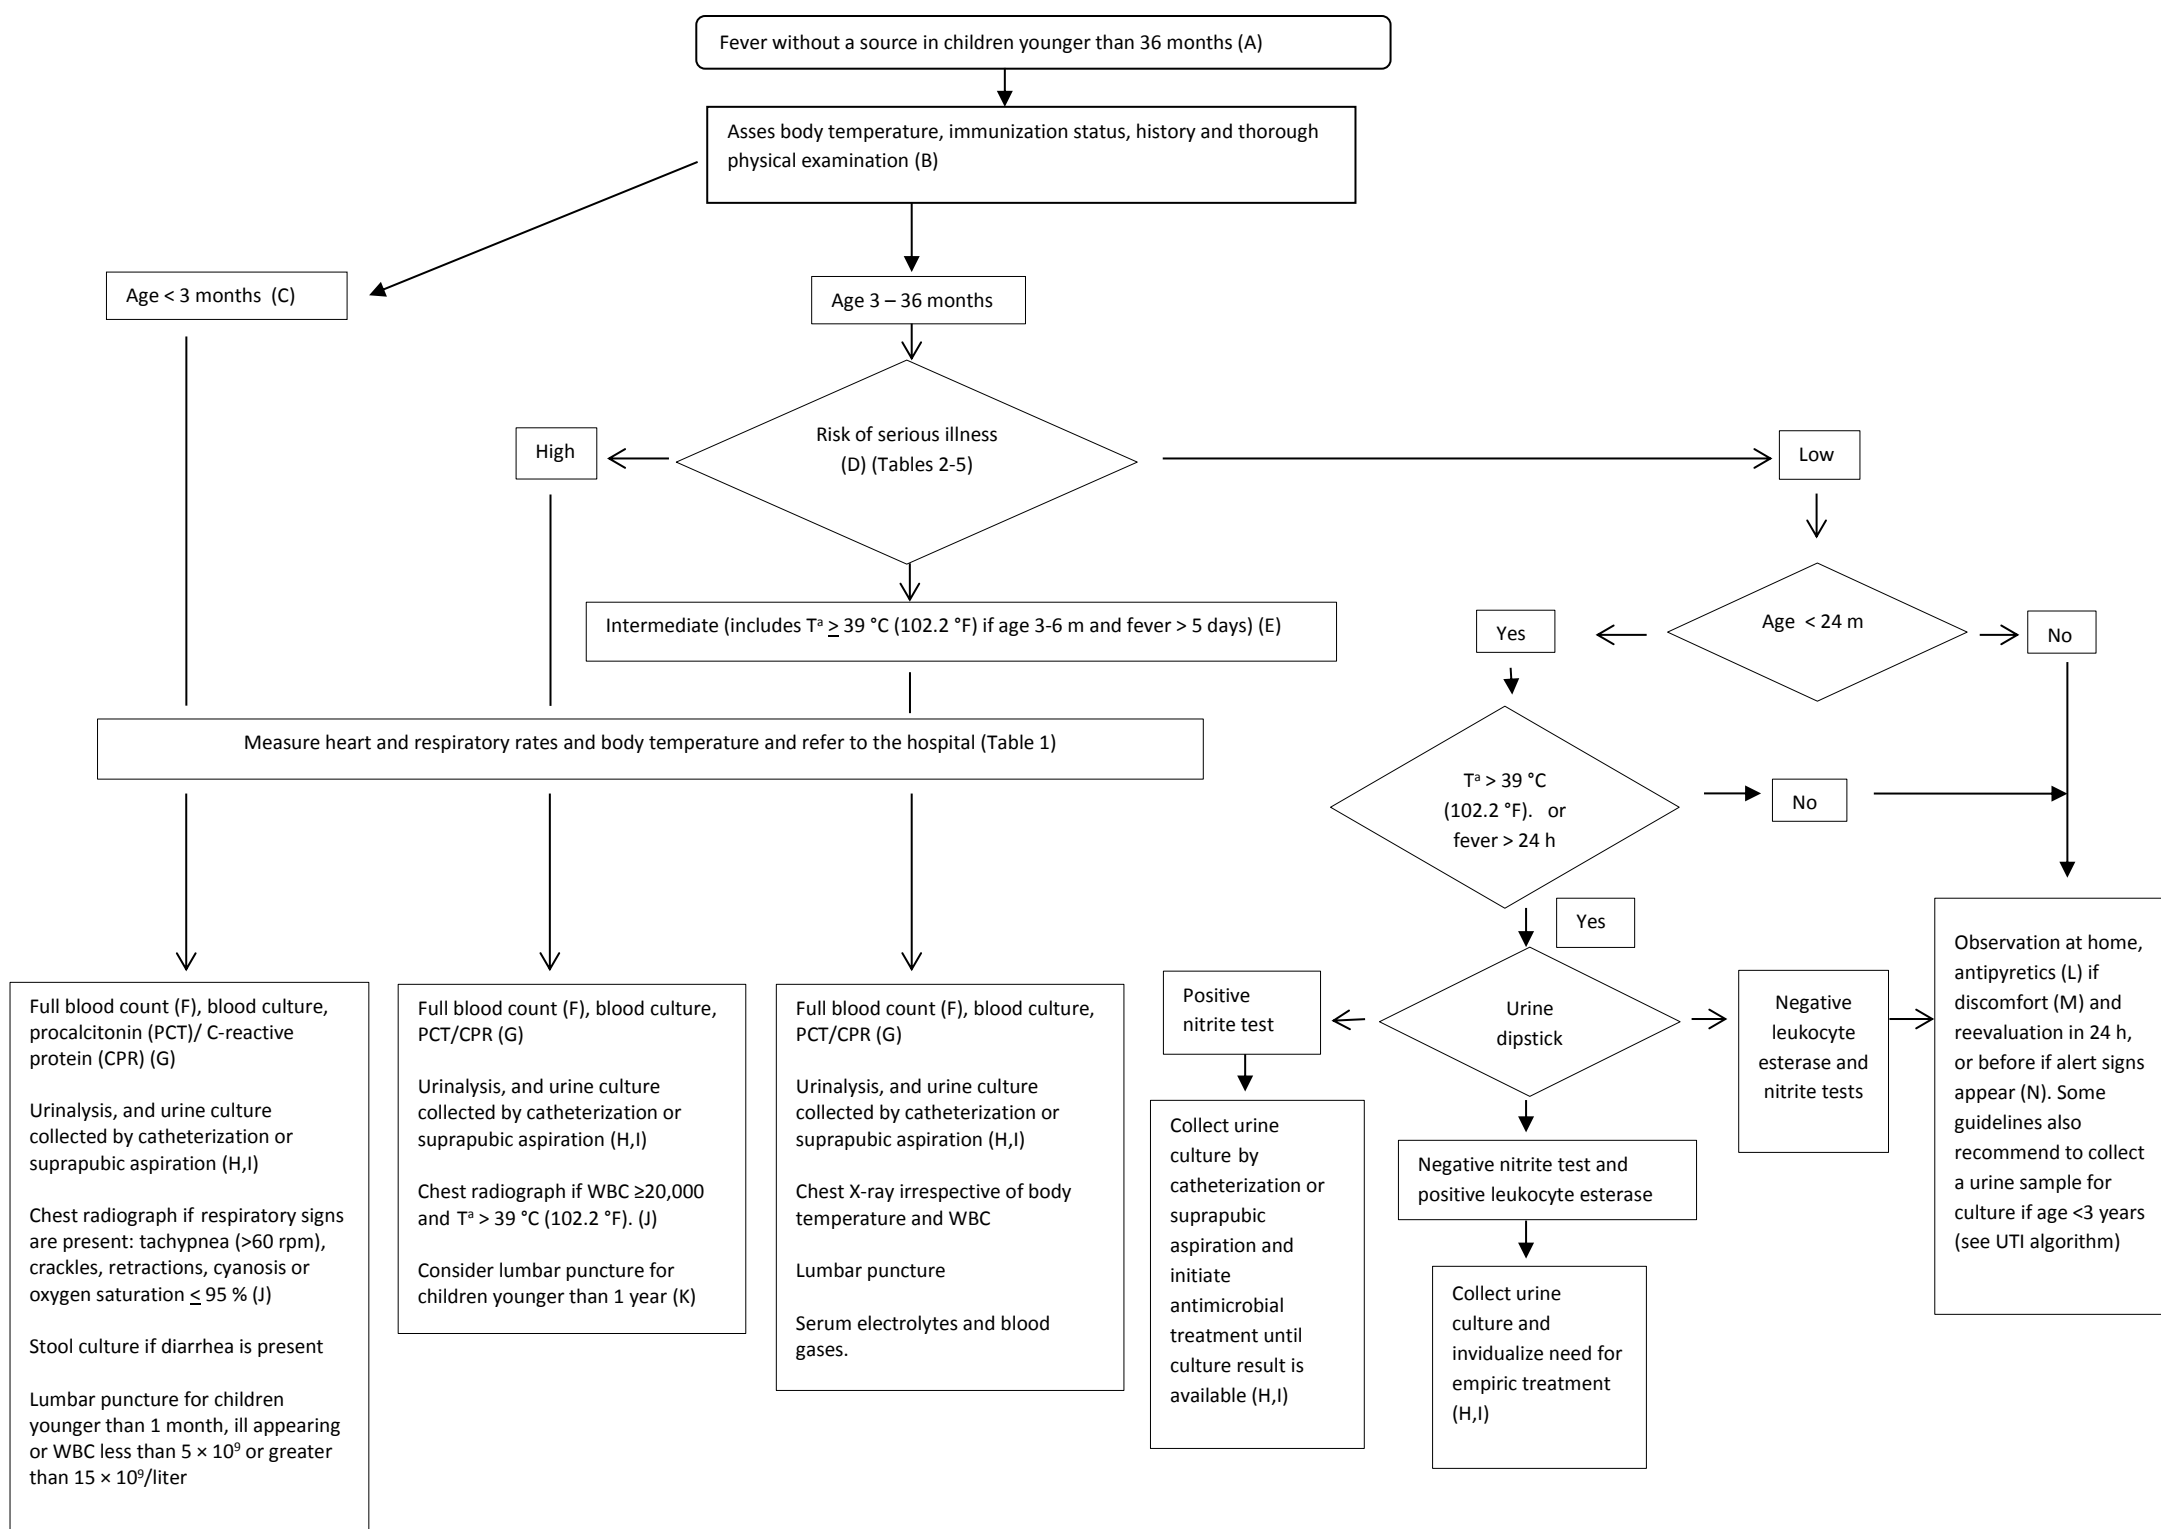 Fever without a source in children younger than 36 months (A)
Asses body temperature, immunization status, history and thorough
physical examination (B)
Age < 3 months  (C)
Age 3 – 36 months
Risk of serious illness
(D) (Tables 2-5)
High
Low
Intermediate (includes Tᵃ ≥ 39 °C (102.2 °F) if age 3-6 m and fever > 5 days) (E)
Age  < 24 m
Yes
No
Measure heart and respiratory rates and body temperature and refer to the hospital (Table 1)
Tᵃ > 39 °C
(102.2 °F).   or
fever > 24 h
No
Yes
Urine
dipstick
Positive
nitrite test
Negative
leukocyte
esterase and
nitrite tests
Observation at home,
antipyretics (L) if
discomfort (M) and
reevaluation in 24 h,
or before if alert signs
appear (N). Some
guidelines also
recommend to collect
a urine sample for
culture if age <3 years
(see UTI algorithm)
Full blood count (F), blood culture,
procalcitonin (PCT)/ C-reactive
protein (CPR) (G)
Urinalysis, and urine culture
collected by catheterization or
suprapubic aspiration (H,I)
Chest radiograph if respiratory signs
are present: tachypnea (>60 rpm),
crackles, retractions, cyanosis or
oxygen saturation ≤ 95 % (J)
Stool culture if diarrhea is present
Lumbar puncture for children
younger than 1 month, ill appearing
or WBC less than 5 × 10⁹ or greater
than 15 × 10⁹/liter
Full blood count (F), blood culture,
PCT/CPR (G)
Urinalysis, and urine culture
collected by catheterization or
suprapubic aspiration (H,I)
Chest radiograph if WBC ≥20,000
and Tᵃ > 39 °C (102.2 °F). (J)
Consider lumbar puncture for
children younger than 1 year (K)
Full blood count (F), blood culture,
PCT/CPR (G)
Urinalysis, and urine culture
collected by catheterization or
suprapubic aspiration (H,I)
Chest X-ray irrespective of body
temperature and WBC
Lumbar puncture
Serum electrolytes and blood
gases.
Collect urine
culture by
catheterization or
suprapubic
aspiration and
initiate
antimicrobial
treatment until
culture result is
available (H,I)
Negative nitrite test and
positive leukocyte esterase
Collect urine
culture and
invidualize need for
empiric treatment
(H,I)